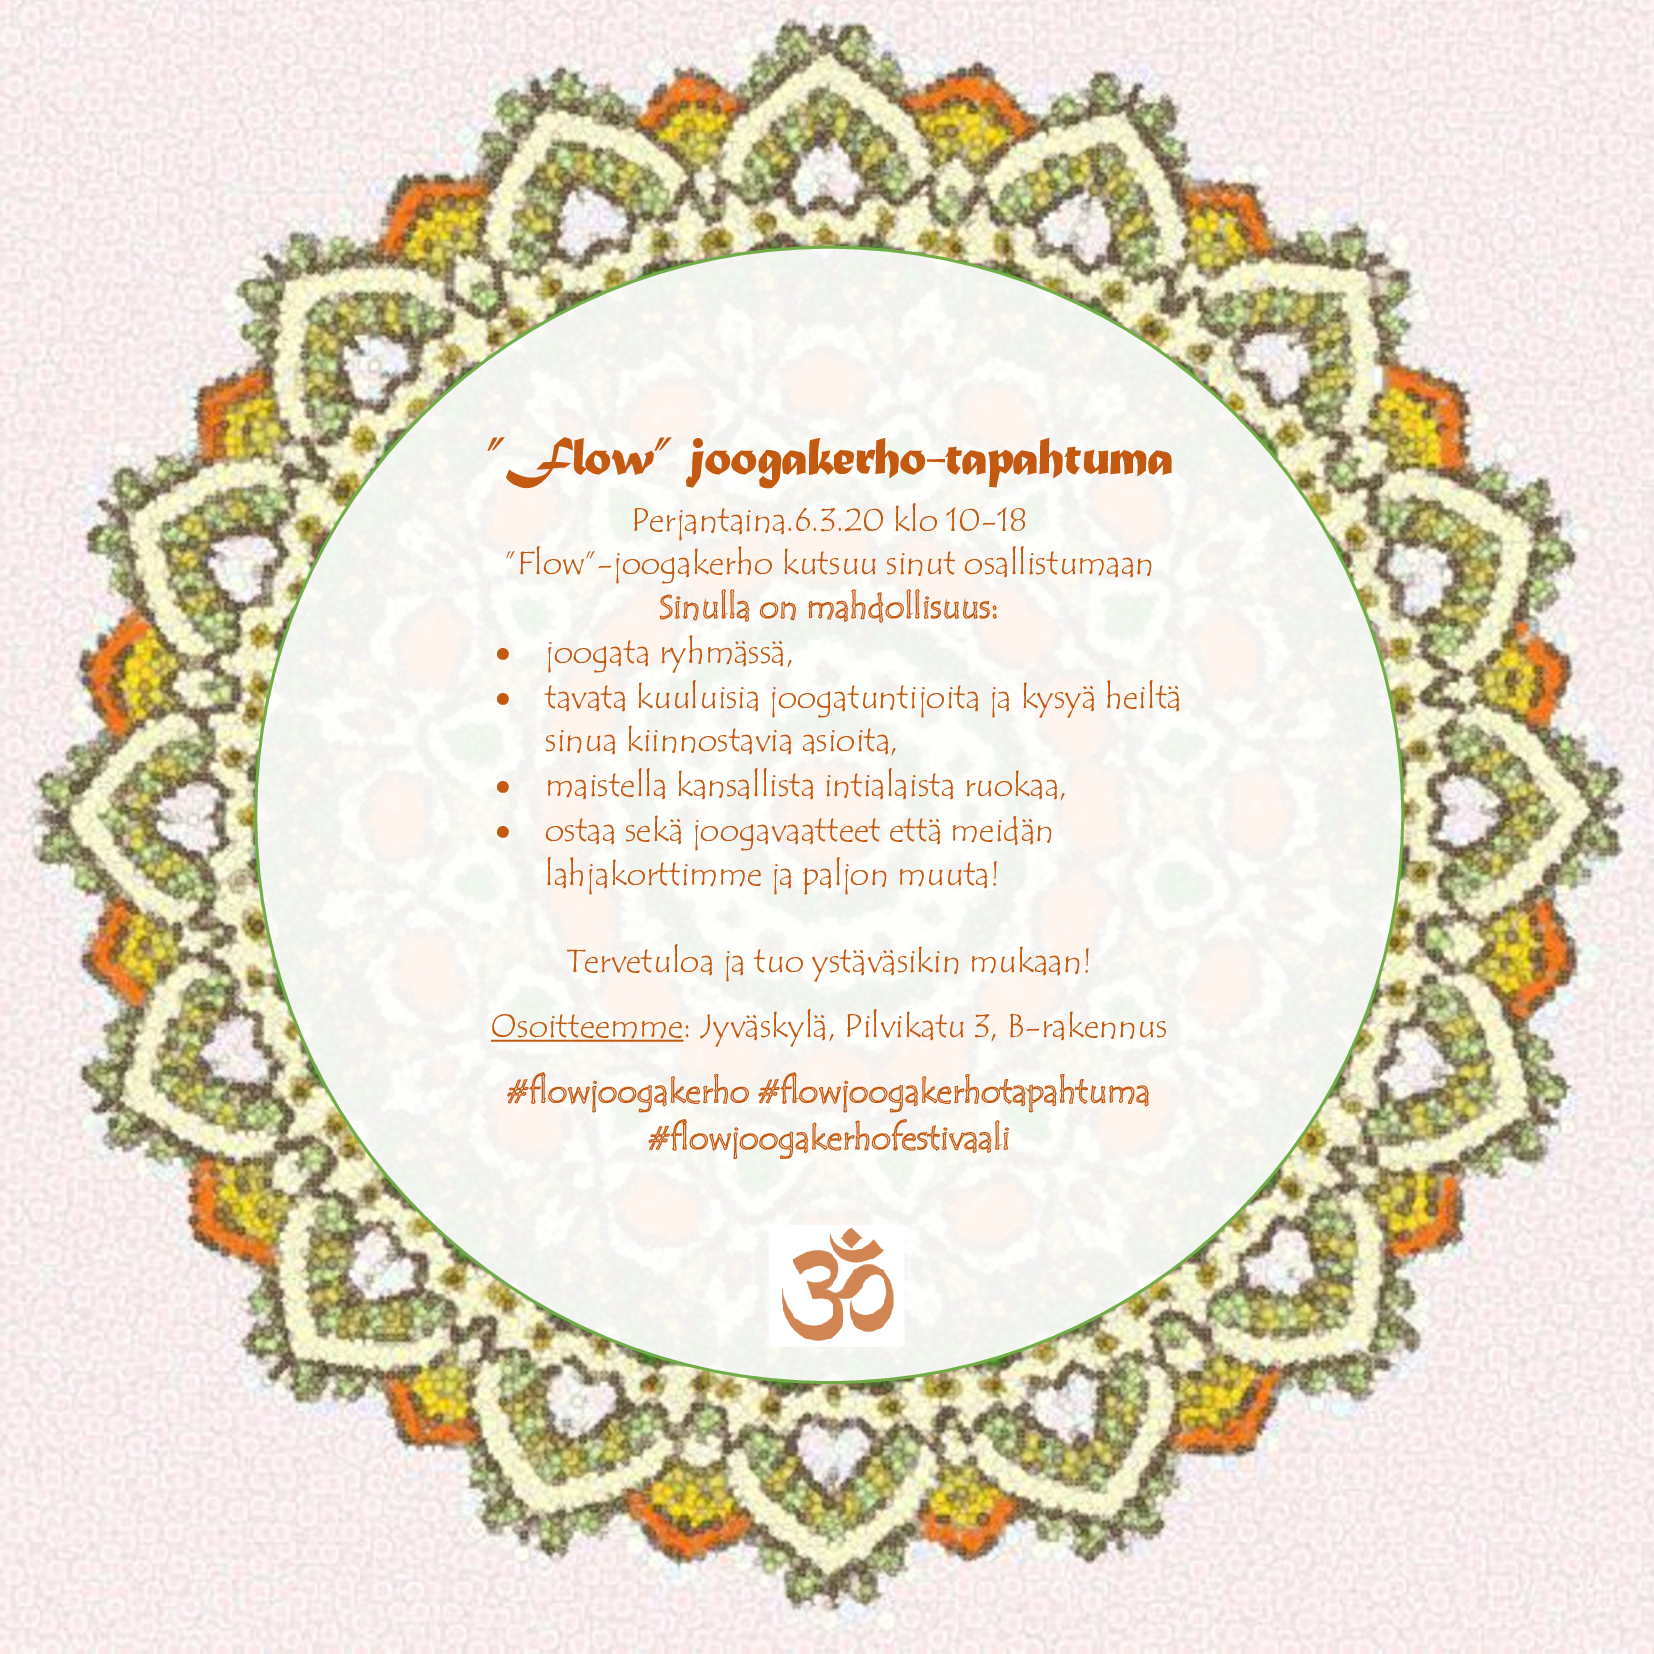 "Flow" joogakerho-tapahtuma
Perjantaina.6.3.20 klo 10-18
"Flow"-joogakerho kutsuu sinut osallistumaan
Sinulla on mahdollisuus:
• joogata ryhmässä,
• tavata kuuluisia joogatuntijoita ja kysyä heiltä
sinua kiinnostavia asioita,
• maistella kansallista intialaista ruokaa,
• ostaa sekä joogavaatteet että meidän
lahjakorttimme ja paljon muuta!
Tervetuloa ja tuo ystäväsikin mukaan!
Osoitteemme: Jyväskylä, Pilvikatu 3, B-rakennus
#flowjoogakerho #flowjoogakerhotapahtuma
#flowjoogakerhofestivaali
ॐ